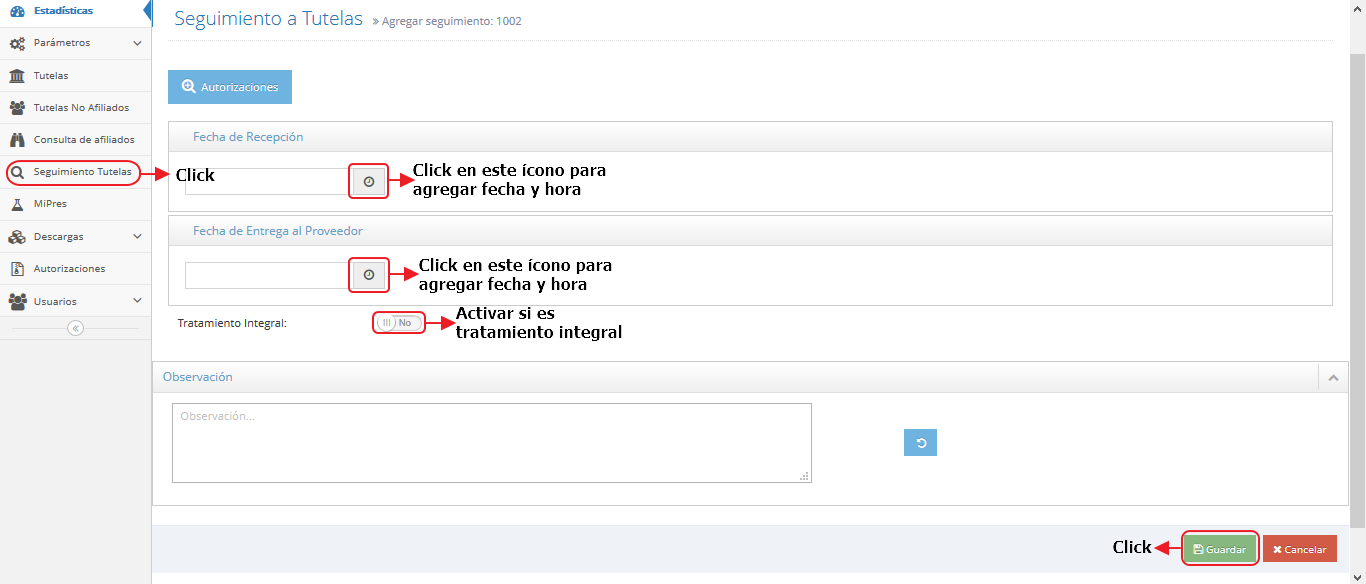 Estadísticas
Parámetros
Tutelas
Tutelas No Afiliados
Consulta de afiliados
Seguimiento Tutelas
MiPres
Descargas
Autorizaciones
Usuarios
Seguimiento a Tutelas » Agregar seguimiento: 1002
Autorizaciones
Fecha de Recepción
Click
Click en este ícono para
agregar fecha y hora
Fecha de Entrega al Proveedor
Click en este ícono para
agregar fecha y hora
Tratamiento Integral:
No
Activar si es
tratamiento integral
Observación
Observación...
Click
Guardar
Cancelar